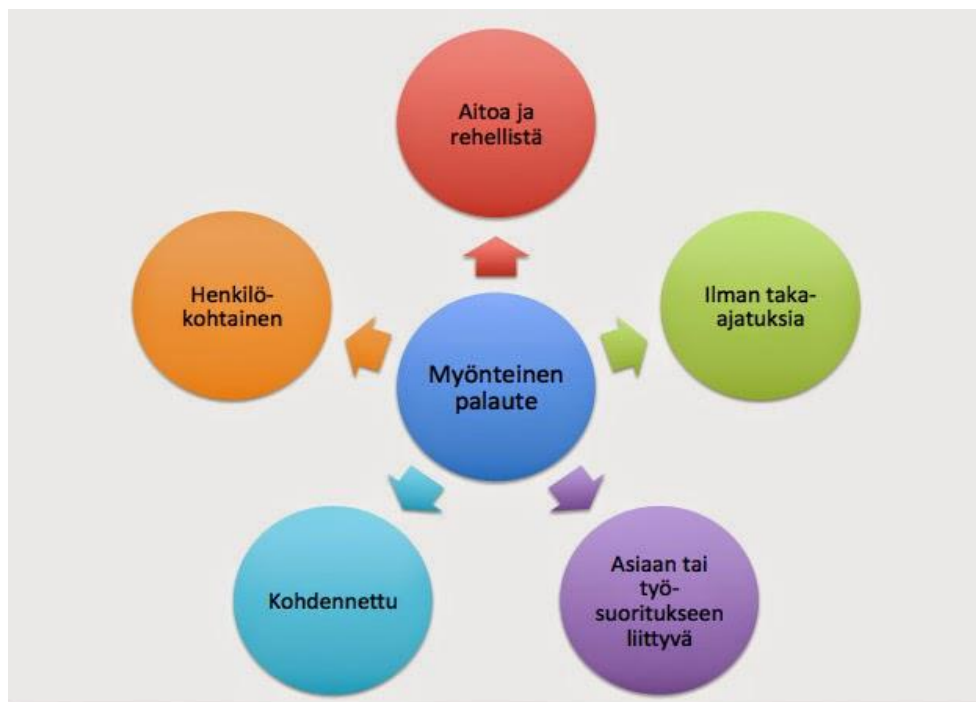 Aitoa ja
rehellistä
Ilman taka-
ajatuksia
Asiaan tai
työ-
suoritukseen
liittyvä
Kohdennettu
Henkilö-
kohtainen
Myönteinen
palaute